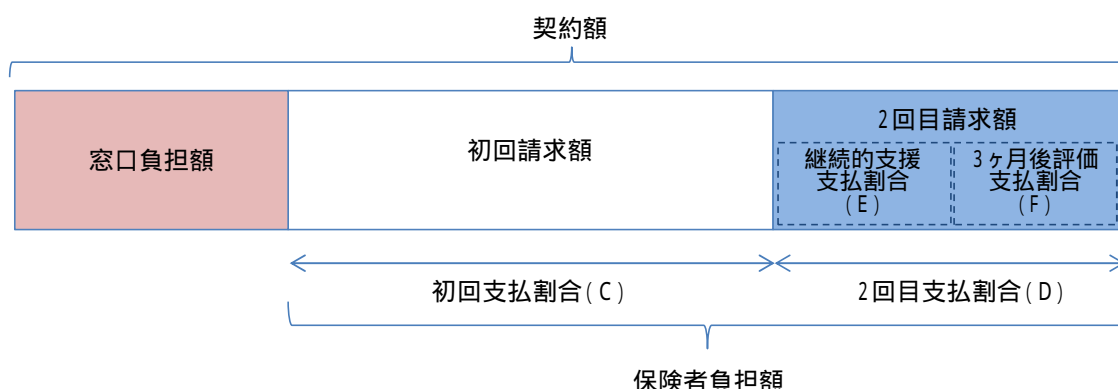 契約額
窓口負担額
初回請求額
2回目請求額
継続的支援
支払割合
(E)
3ヶ月後評価
支払割合
(F)
初回支払割合(C)
2回目支払割合(D)
保険者負担額